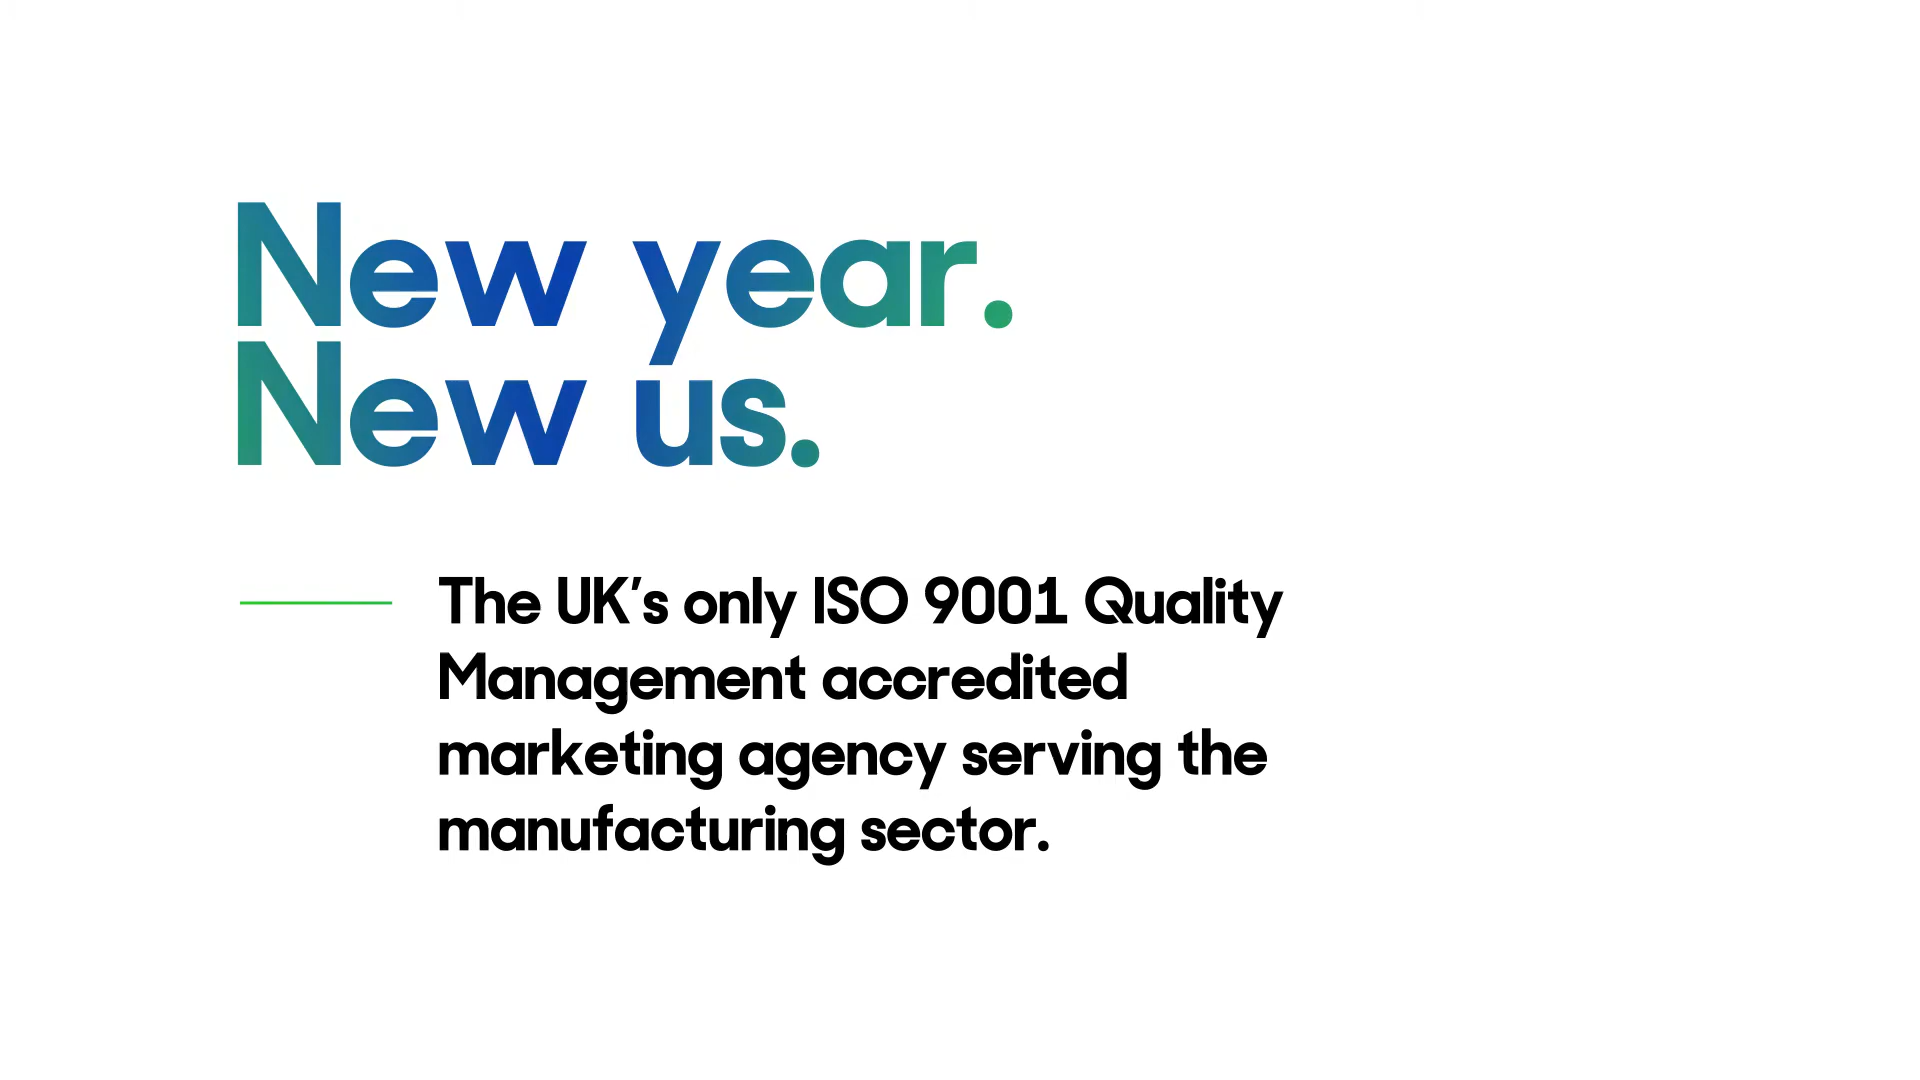 New year.
New us.
The UK’s only ISO 9001 Quality
Management accredited
marketing agency serving the
manufacturing sector.